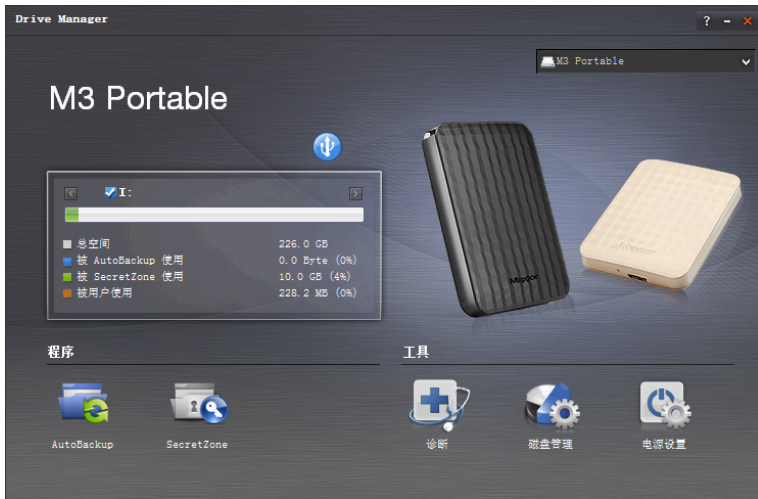 Drive Manager
? - ×
M3 Portable
M3 Portable
I:
总空间 226.0 GB
被 AutoBackup 使用 0.0 Byte (0%)
被 SecretZone 使用 10.0 GB (4%)
被用户使用 228.2 MB (0%)
Maxtor
Maxtor
程序
工具
AutoBackup
SecretZone
诊断
磁盘管理
电源设置